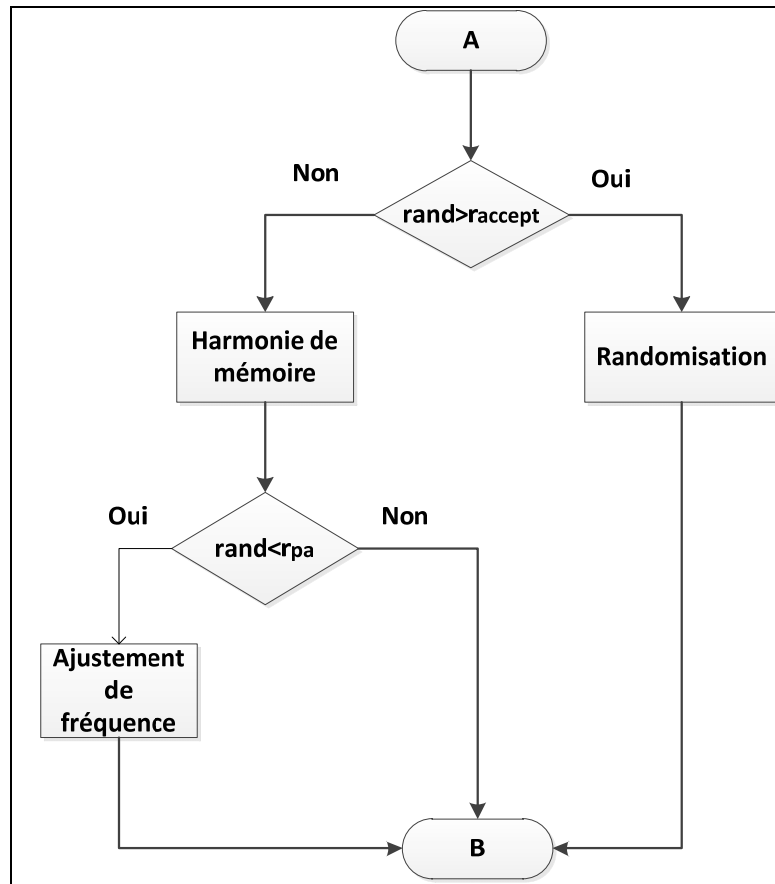 A
Non
Oui
rand>raccept
Harmonie de
mémoire
Randomisation
Oui
Non
rand<rpa
Ajustement
de
fréquence
B